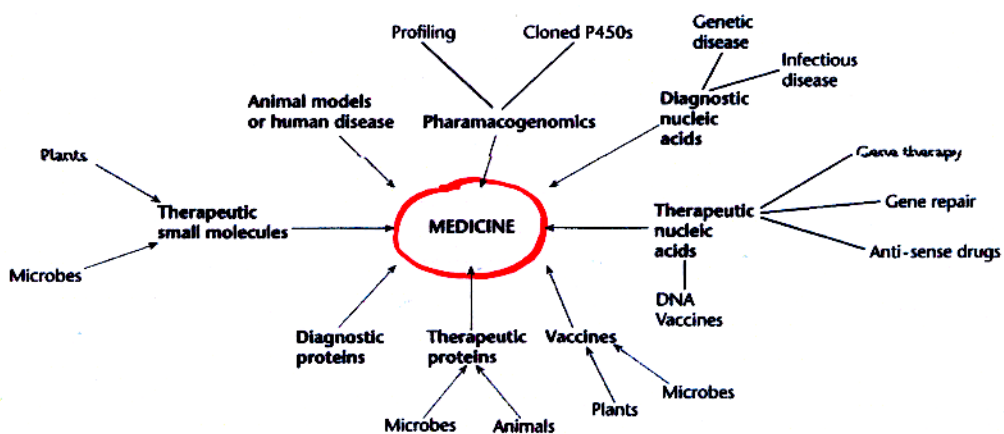 Profiling
Cloned P450s
Genetic
disease
Infectious
disease
Animal models
or human disease
Pharamacogenomics
Diagnostic
nucleic
acids
Plants
Gene therapy
Therapeutic
small molecules
MEDICINE
Therapeutic
nucleic
acids
Gene repair
Anti-sense drugs
Microbes
DNA
Vaccines
Diagnostic
proteins
Therapeutic
proteins
Vaccines
Microbes
Plants
Microbes
Animals